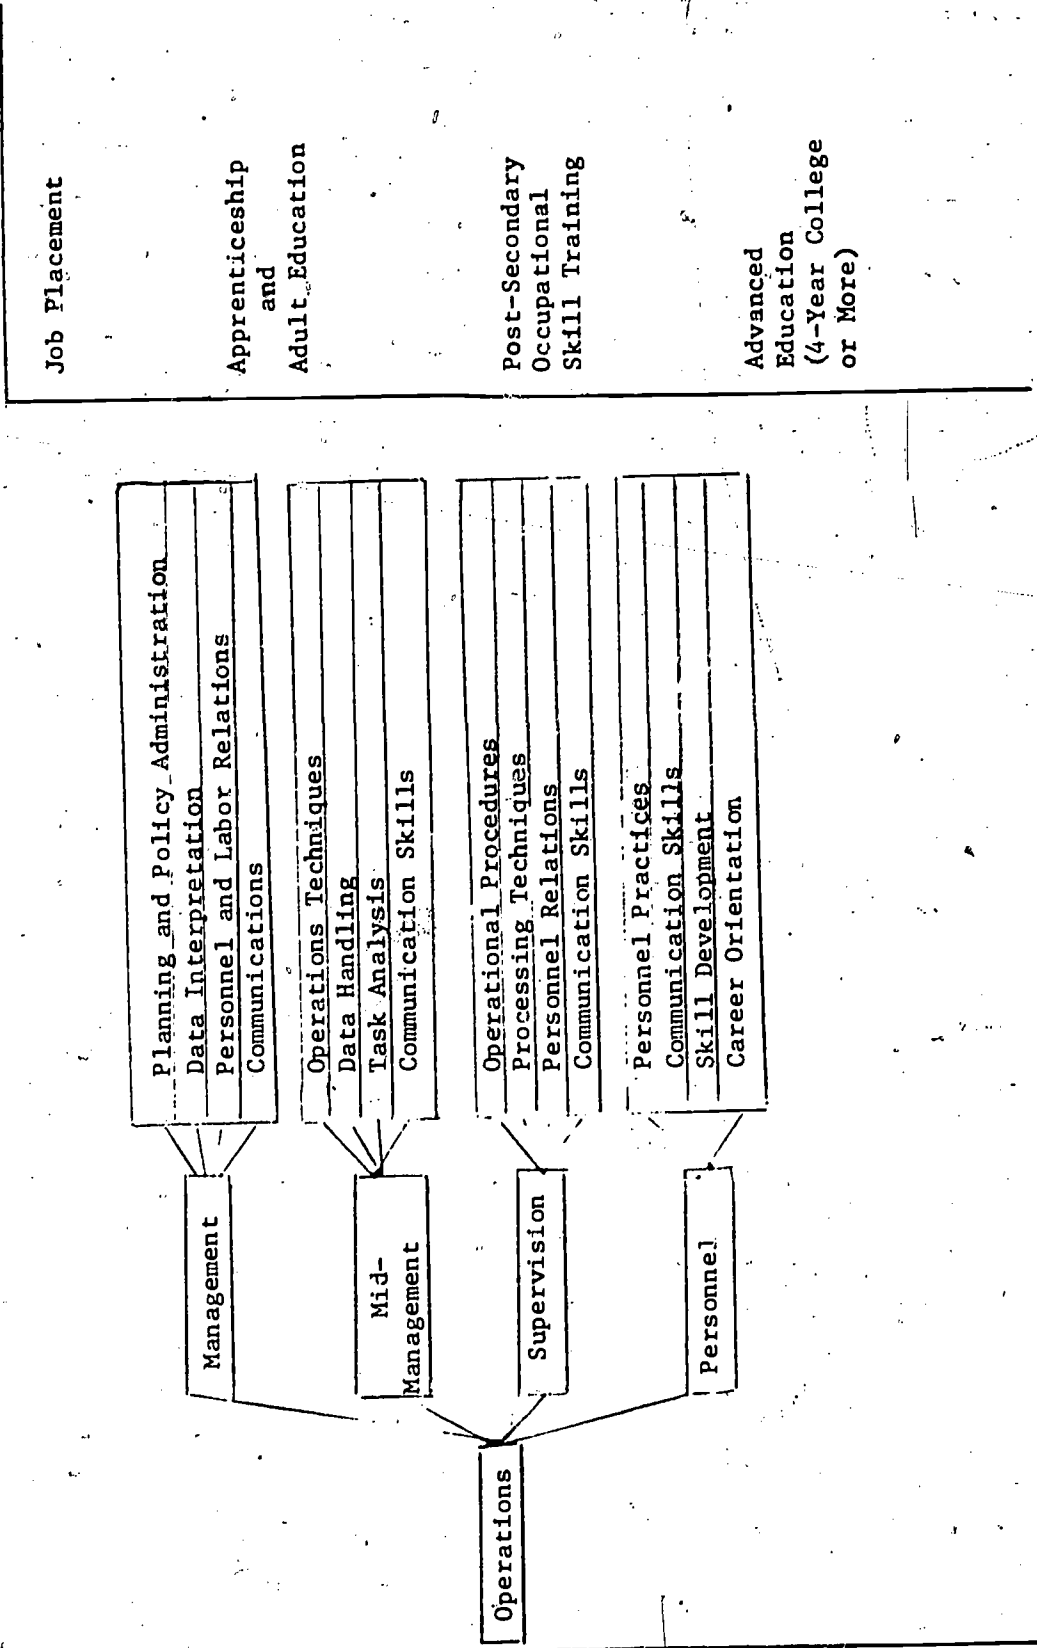 Operations
Management
Planning and Policy Administration
Data Interpretation
Personnel and Labor Relations
Communications
Mid-
Management
Operations Techniques
Data Handling
Task Analysis
Communication Skills
Supervision
Operational Procedures
Processing Techniques
Personnel Relations
Communication Skills
Personnel
Personnel Practices
Communication Skills
Skill Development
Career Orientation
Job Placement
Apprenticeship
and
Adult Education
Post-Secondary
Occupational
Skill Training
Advanced
Education
(4-Year College
or More)